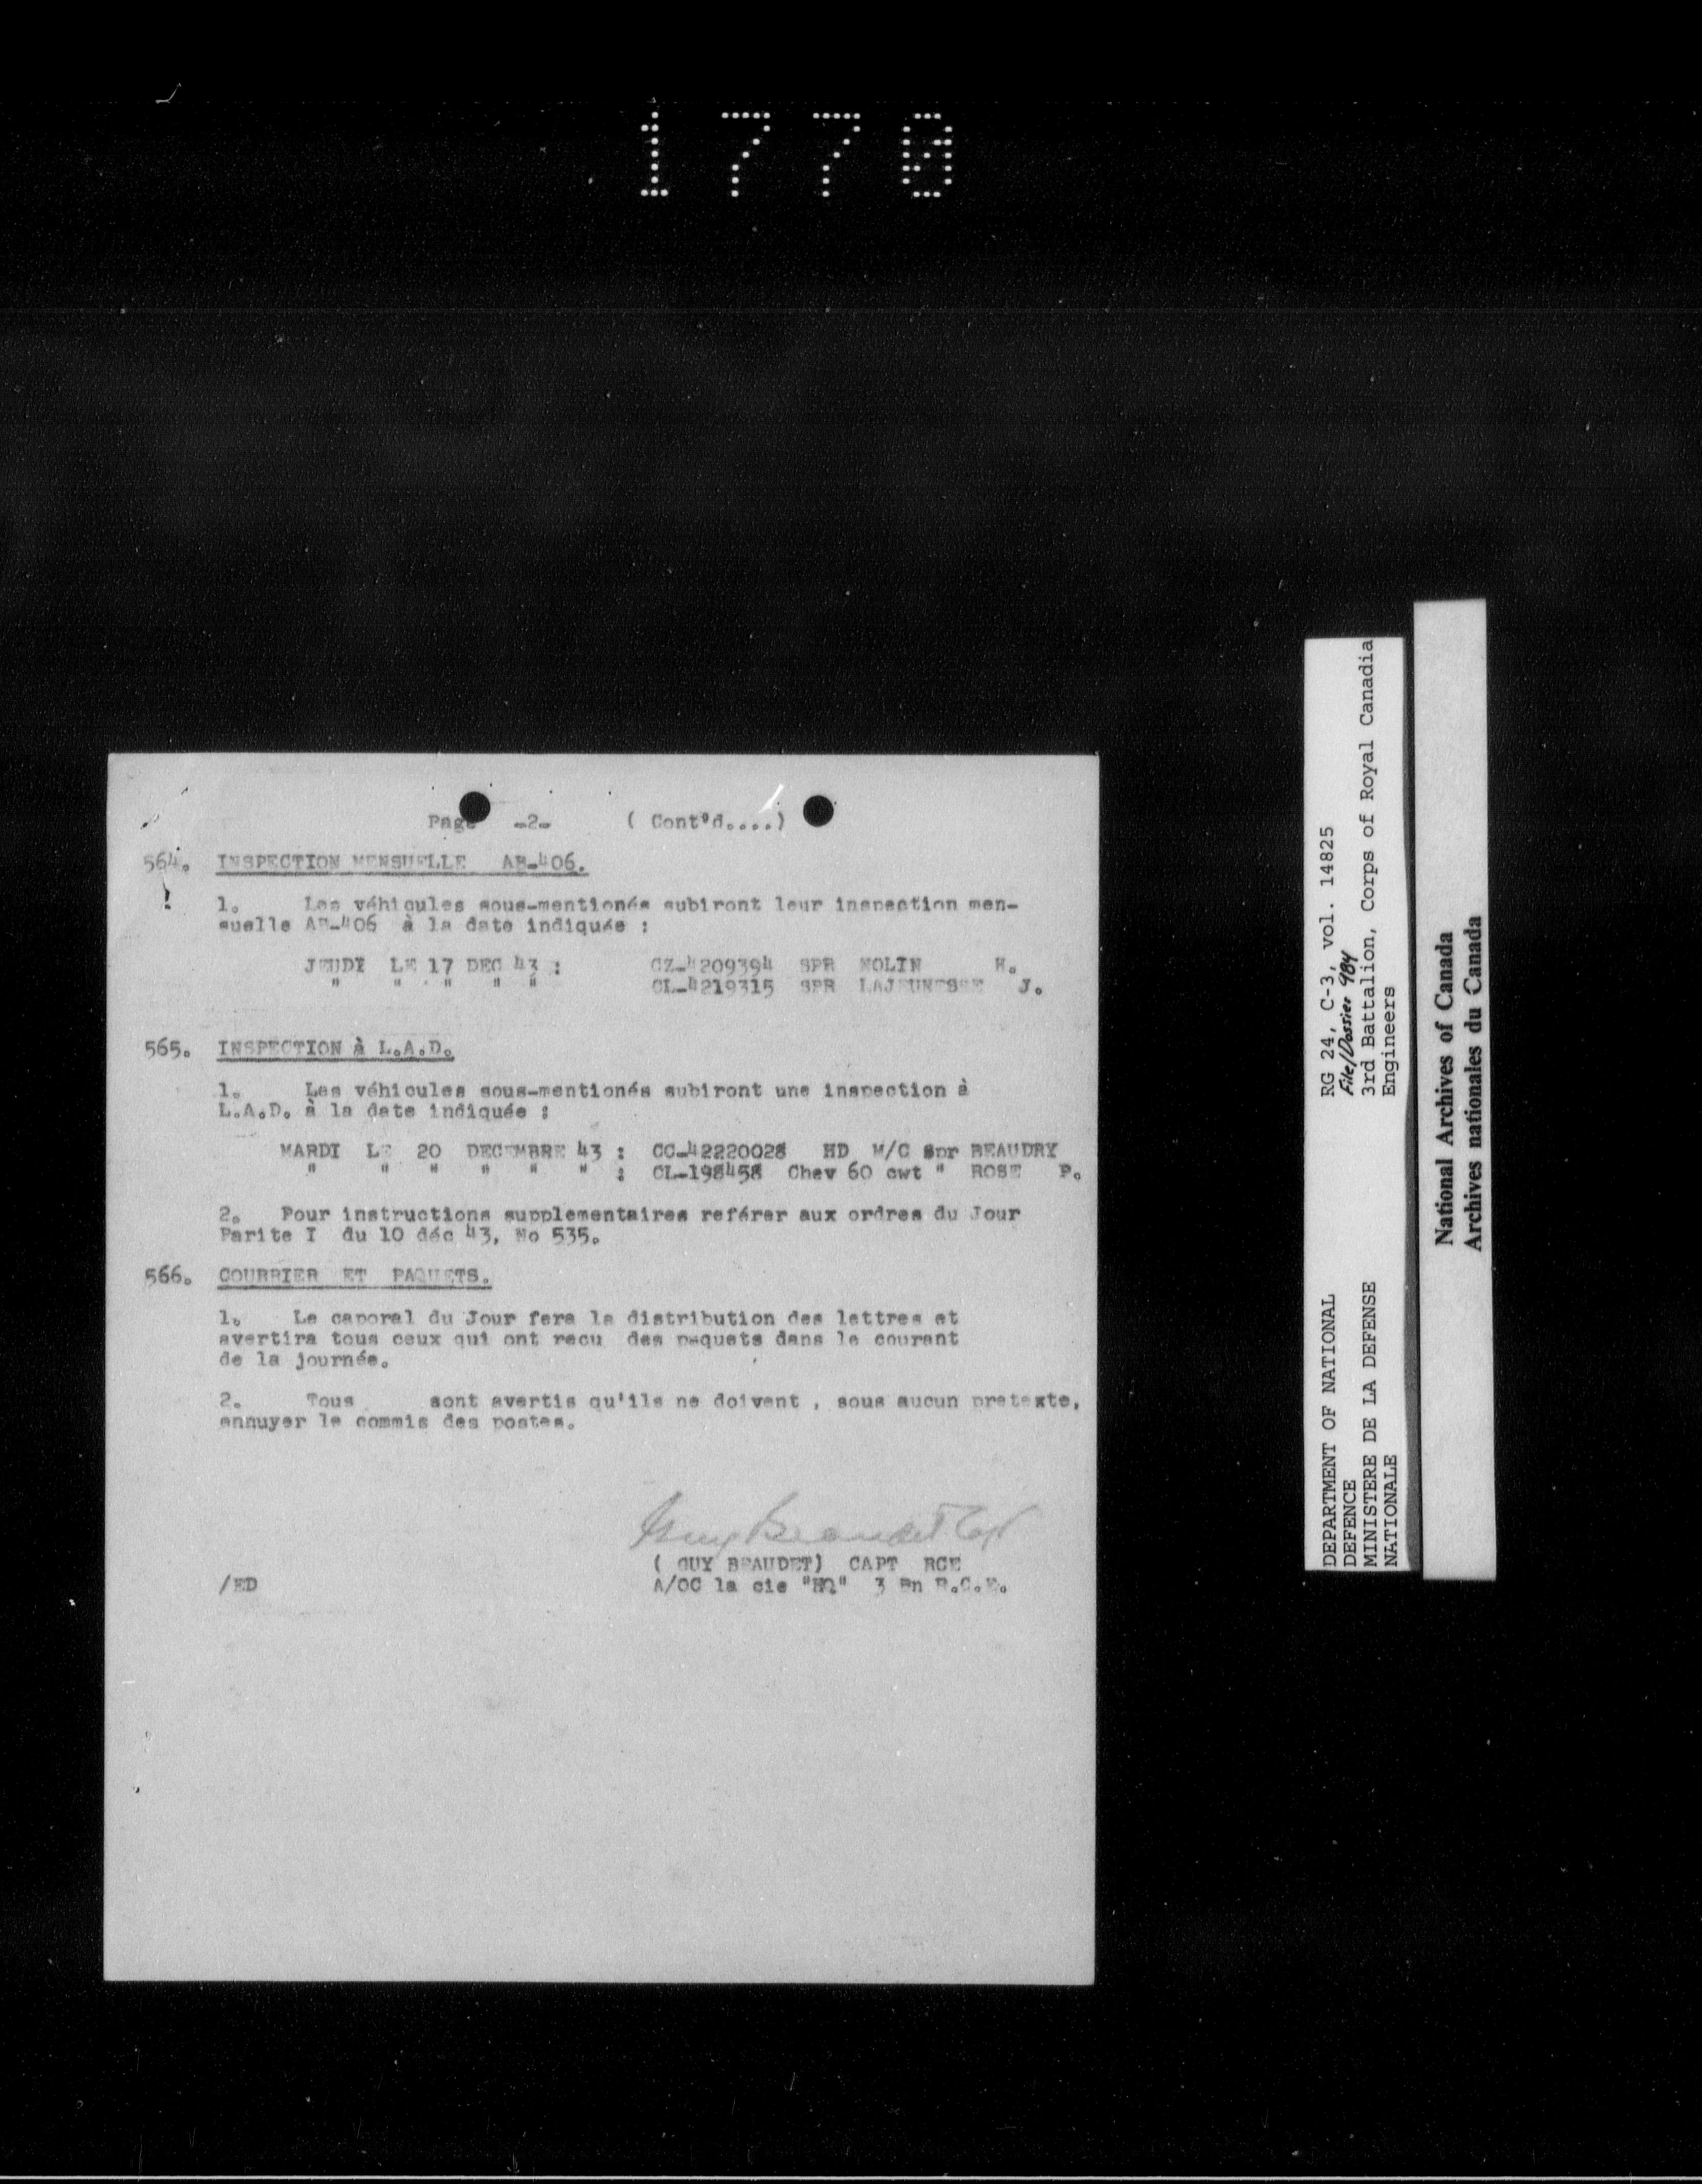 1770
Page -2- ( Cont'd....)
564. INSPECTION MENSUELLE AB-406.
1. Les véhicules sous-mentionés subiront leur inspection men-
suelle AB-406 à la date indiquée :
JEUDI LE 17 DEC 43 : CZ-4209394 SPR MOLIN H.
" " " " " CL-4219315 SPR LAJEUNESSE J.
565. INSPECTION à L.A.D.
1. Les véhicules sous-mentionés subiront une inspection à
L.A.D. à la date indiquée :
MARDI LE 20 DECEMBRE 43 : CC-42220028 HD M/C Spr BEAUDRY
" " " " " " : CL-198458 Chev 60 cwt " ROSE P.
2. Pour instructions supplementaires reférer aux ordres du Jour
Parite I du 10 déc 43, No 535.
566. COURRIER ET PAQUETS.
1. Le caporal du Jour fera la distribution des lettres et
avertira tous ceux qui ont recu des paquets dans le courant
de la journée.
2. Tous sont avertis qu'ils ne doivent , sous aucun pretexte,
annuyer le commis des postes.
Guy Beaudet Capt
( GUY BEAUDET) CAPT RCE
/ED A/OC la cie "HQ" 3 Bn R.C.E.
DEPARTMENT OF NATIONAL
DEFENCE
MINISTERE DE LA DEFENSE
NATIONALE
RG 24, C-3, vol. 14825
File/Dossier 984
3rd Battalion, Corps of Royal Canadia
Engineers
National Archives of Canada
Archives nationales du Canada